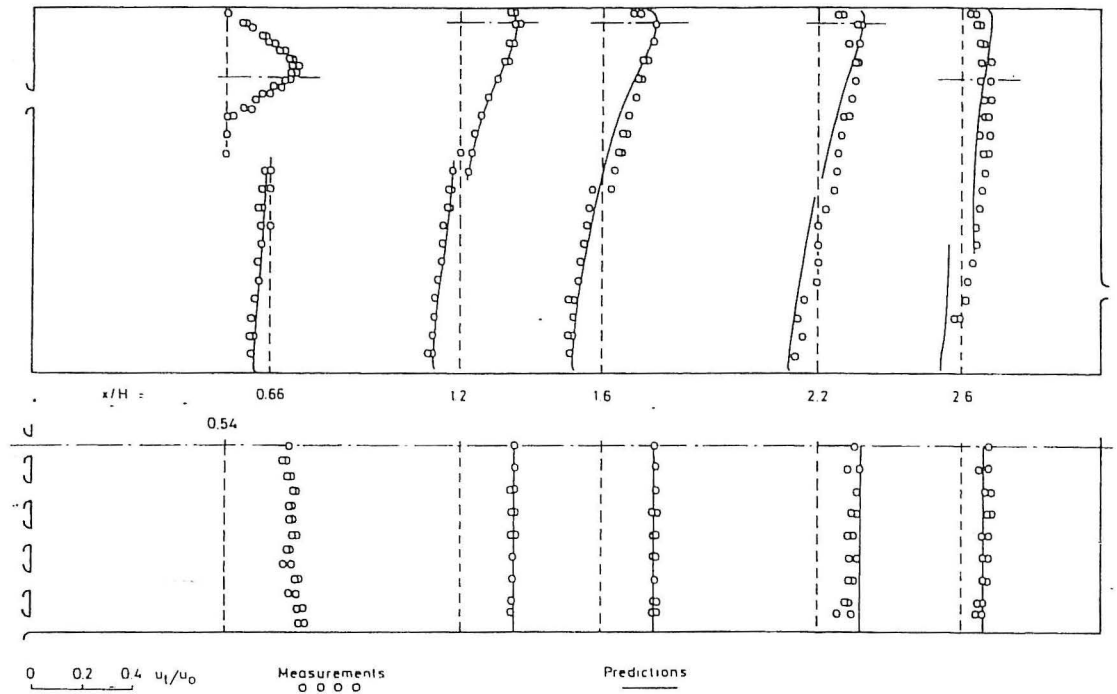 x/H = 0.66 1.2 1.6 2.2 2.6
0.54
0 0.2 0.4 u_t/u_o
Measurements
Predictions